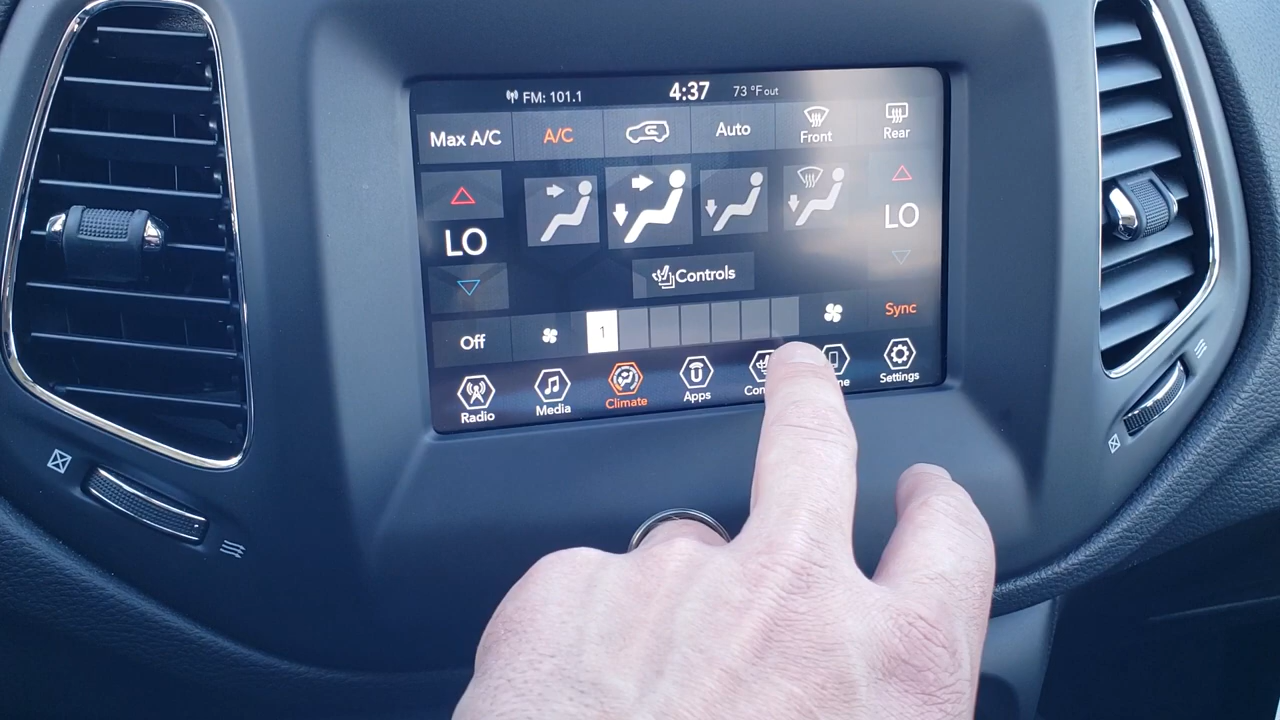 FM: 101.1 4:37 73 °F out
Max A/C A/C Auto Front Rear
LO LO
Controls
Off 1 Sync
Radio Media Climate Apps Settings